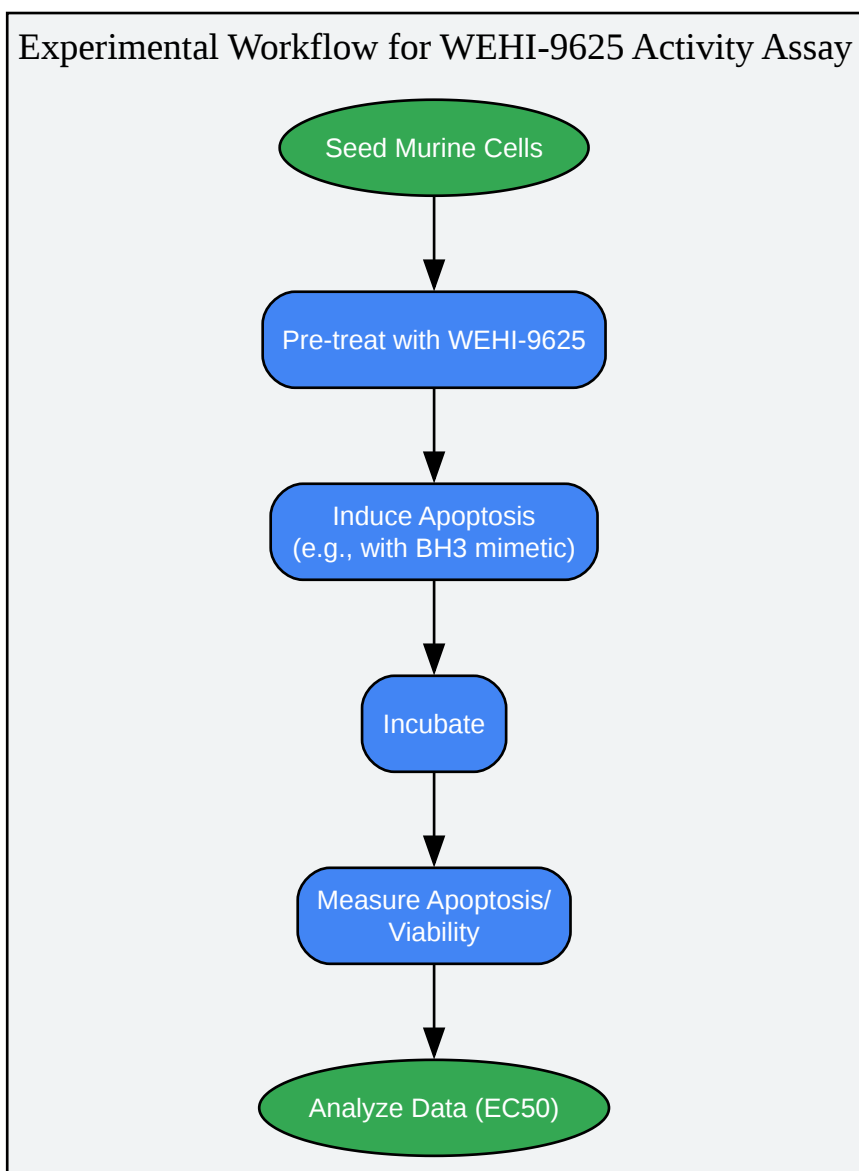 Experimental Workflow for WEHI-9625 Activity Assay
Seed Murine Cells
Pre-treat with WEHI-9625
Induce Apoptosis
(e.g., with BH3 mimetic)
Incubate
Measure Apoptosis/
Viability
Analyze Data (EC50)